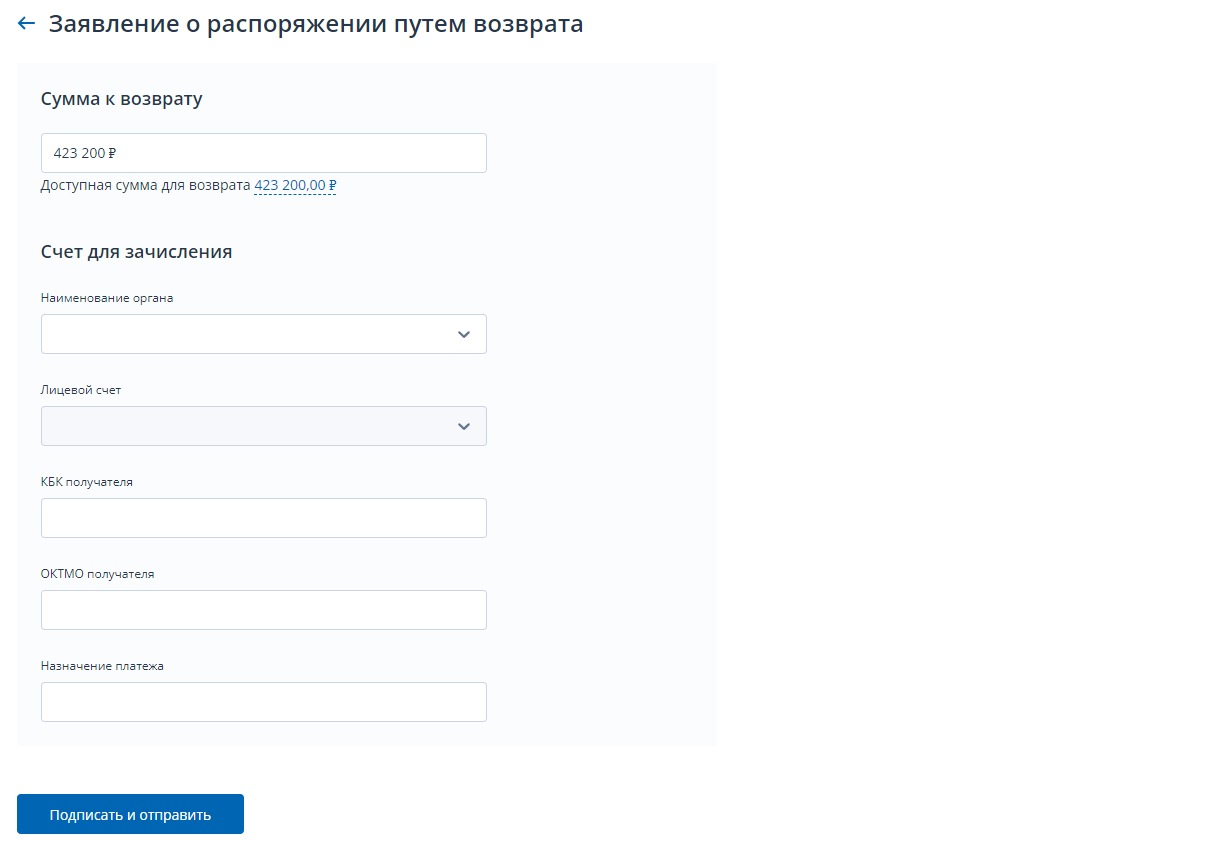 Заявление о распоряжении путем возврата
Сумма к возврату
423 200 ₽
Доступная сумма для возврата 423 200,00 ₽
Счет для зачисления
Наименование органа
Лицевой счет
КБК получателя
ОКТМО получателя
Назначение платежа
Подписать и отправить